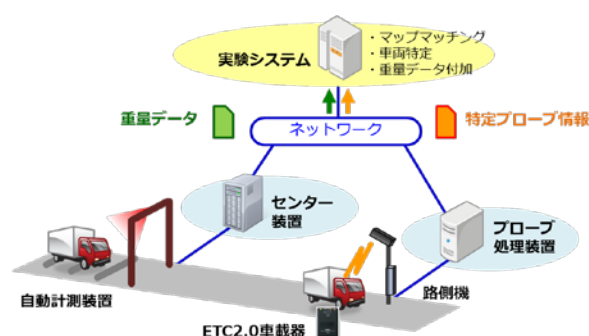 実験システム
・マップマッチング
・車両特定
・重量データ付加
重量データ
特定プローブ情報
ネットワーク
センター
装置
プローブ
処理装置
自動計測装置
路側機
ETC2.0車載器